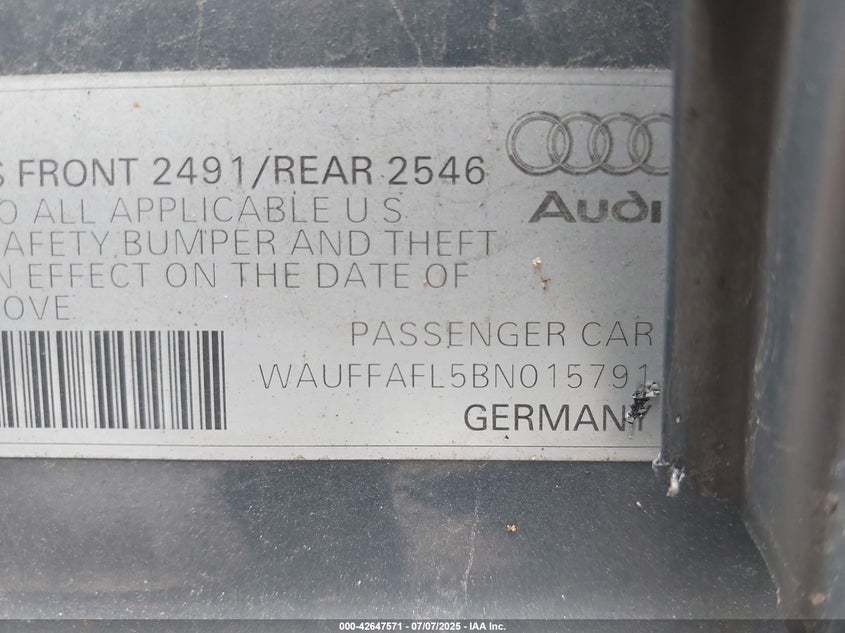 S FRONT 2491/REAR 2546
Audi
O ALL APPLICABLE U S
AFETY BUMPER AND THEFT
N EFFECT ON THE DATE OF
OVE
PASSENGER CAR
WAUFFAFL5BN015791
GERMANY
000-42647571 | 07/07/2025 - IAA Inc.